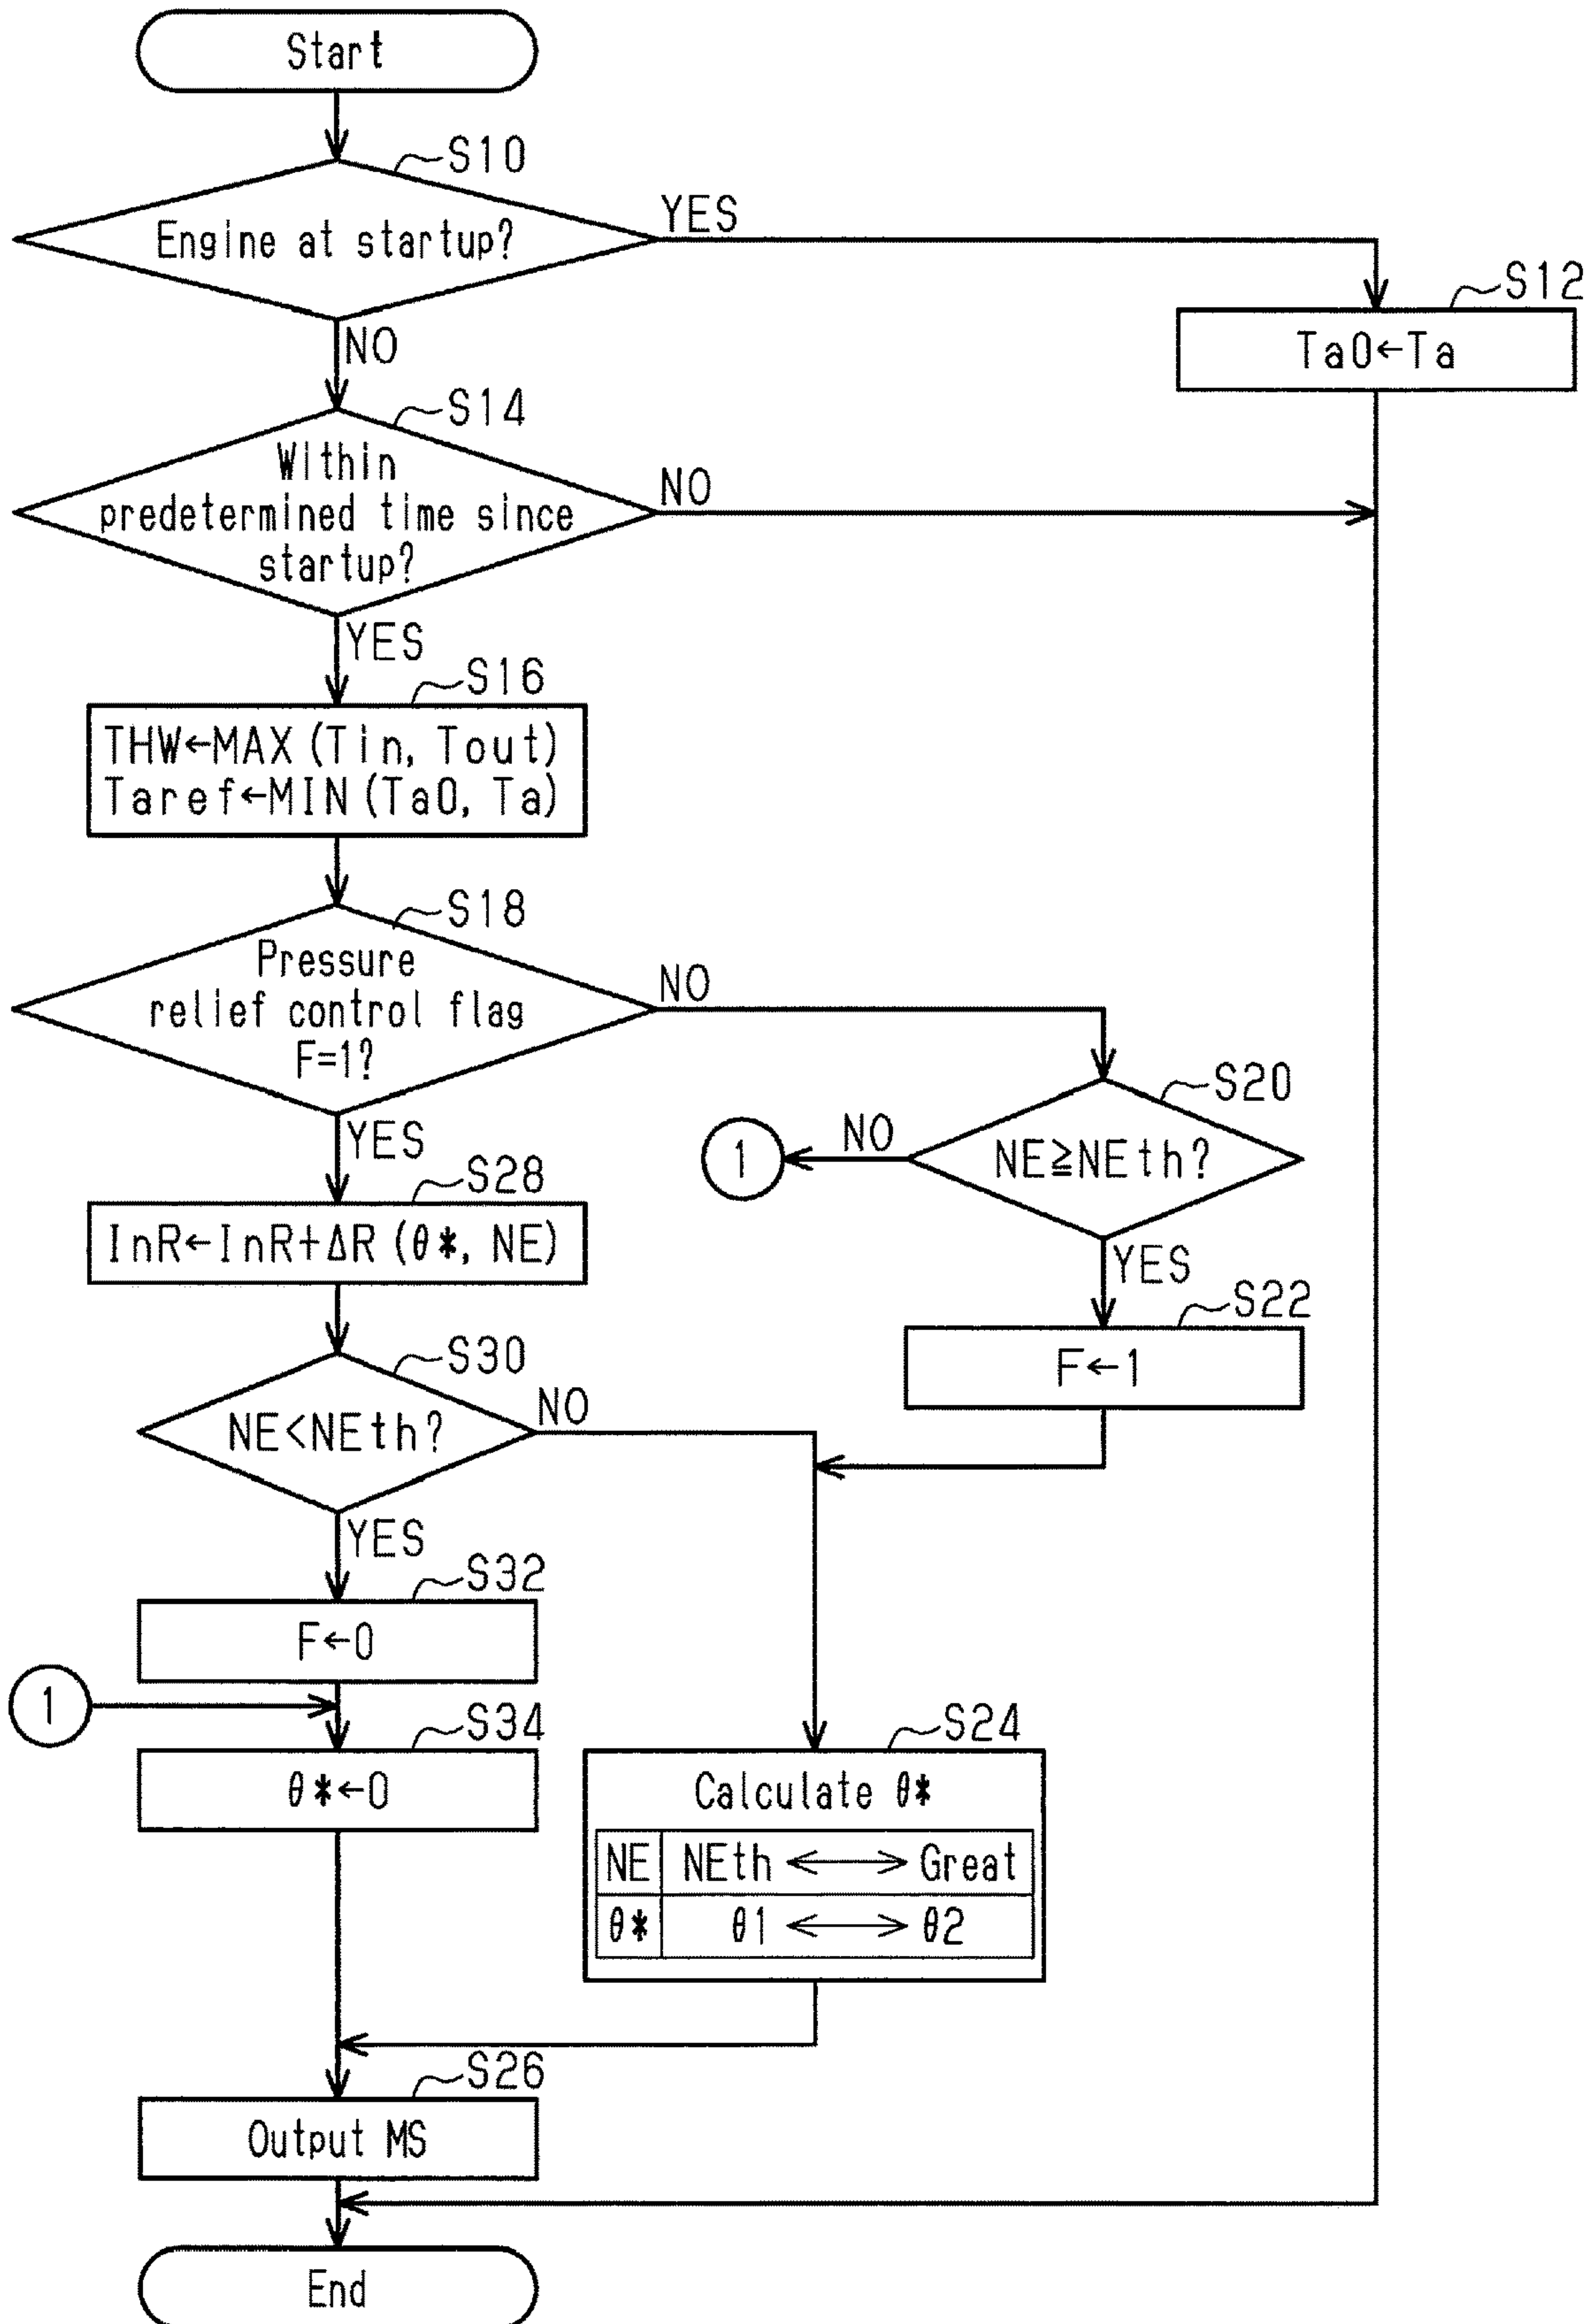 Start
S10
Engine at startup?
YES
S12
Ta0←Ta
NO
S14
Within
predetermined time since
startup?
NO
YES
S16
THW←MAX (Tin, Tout)
Taref←MIN (Ta0, Ta)
S18
Pressure
relief control flag
F=1?
NO
S20
NE≧NEth?
NO
1
YES
S22
F←1
YES
S28
InR←InR+ΔR (θ*, NE)
S30
NE<NEth?
NO
YES
S32
F←0
1
S34
θ*←0
S24
Calculate θ*
NE NEth ⟷ Great
θ* θ1 ⟷ θ2
S26
Output MS
End